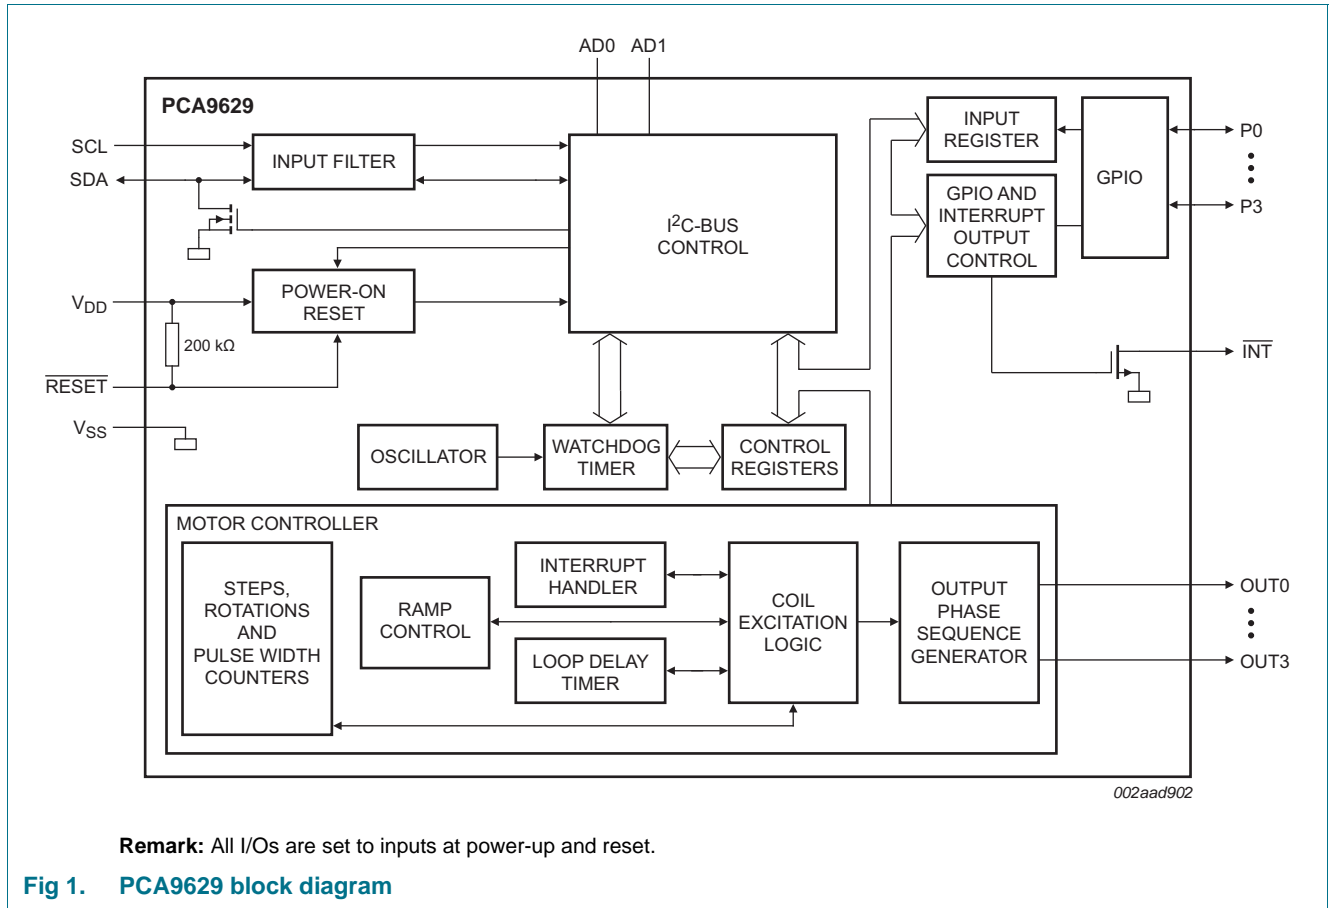 AD0 AD1
PCA9629
SCL
SDA
INPUT FILTER
I2C-BUS
CONTROL
INPUT
REGISTER
GPIO AND
INTERRUPT
OUTPUT
CONTROL
GPIO
P0
P3
VDD
200 kΩ
POWER-ON
RESET
RESET
VSS
INT
OSCILLATOR
WATCHDOG
TIMER
CONTROL
REGISTERS
MOTOR CONTROLLER
STEPS,
ROTATIONS
AND
PULSE WIDTH
COUNTERS
RAMP
CONTROL
INTERRUPT
HANDLER
LOOP DELAY
TIMER
COIL
EXCITATION
LOGIC
OUTPUT
PHASE
SEQUENCE
GENERATOR
OUT0
OUT3
002aad902
Remark: All I/Os are set to inputs at power-up and reset.
Fig 1. PCA9629 block diagram